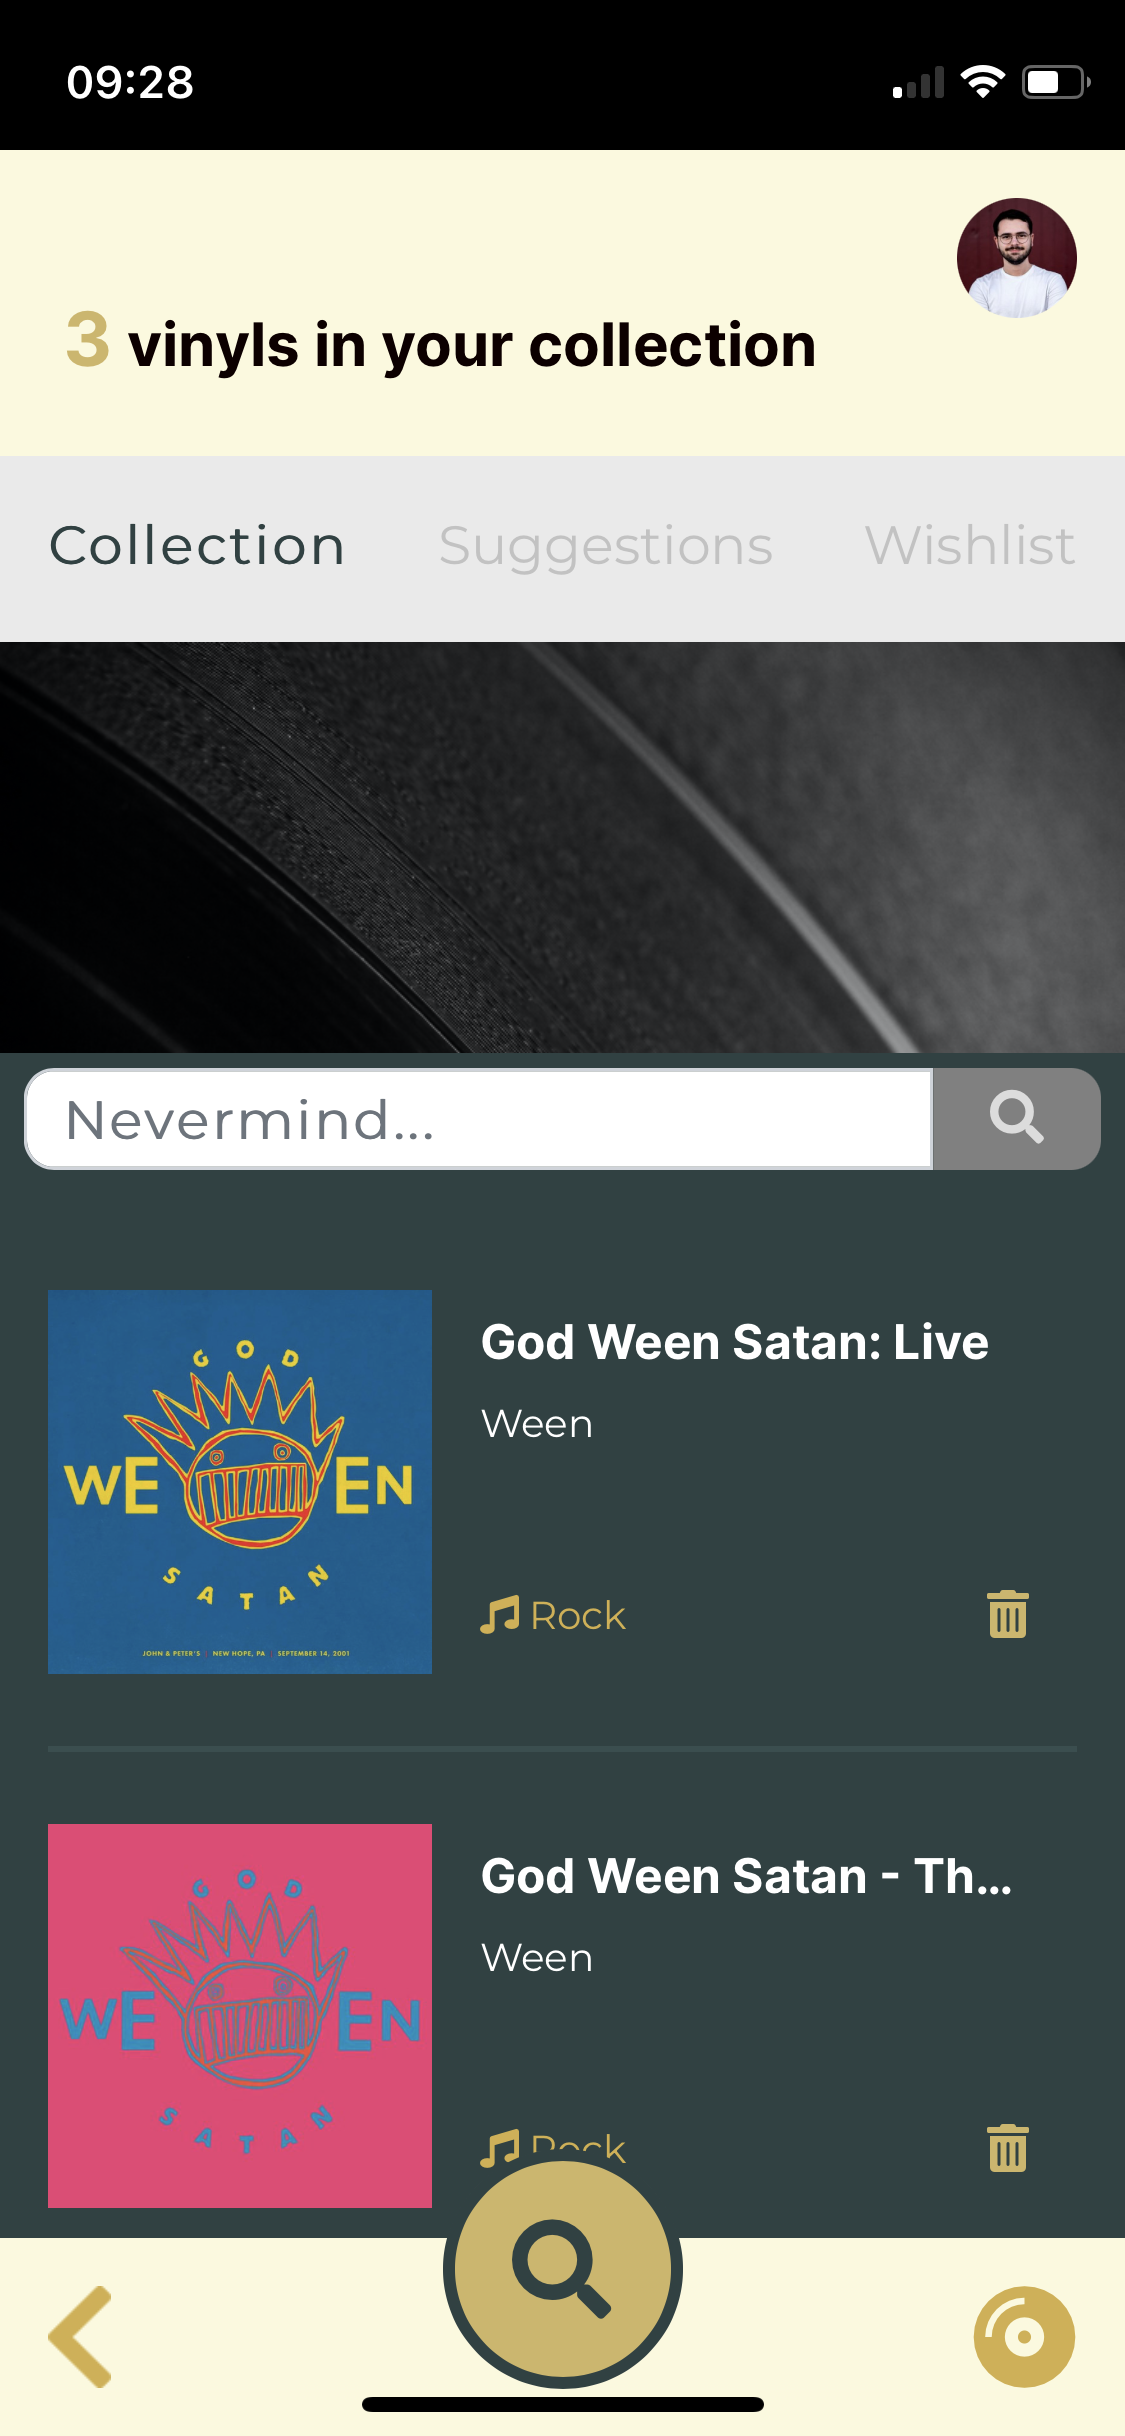 09:28
3 vinyls in your collection
Collection Suggestions Wishlist
Nevermind...
GOD
WEEN
SATAN
JOHN & PETER'S NEW HOPE, PA SEPTEMBER 14, 2001
God Ween Satan: Live
Ween
Rock
GOD
WEEN
SATAN
God Ween Satan - Th...
Ween
Rock